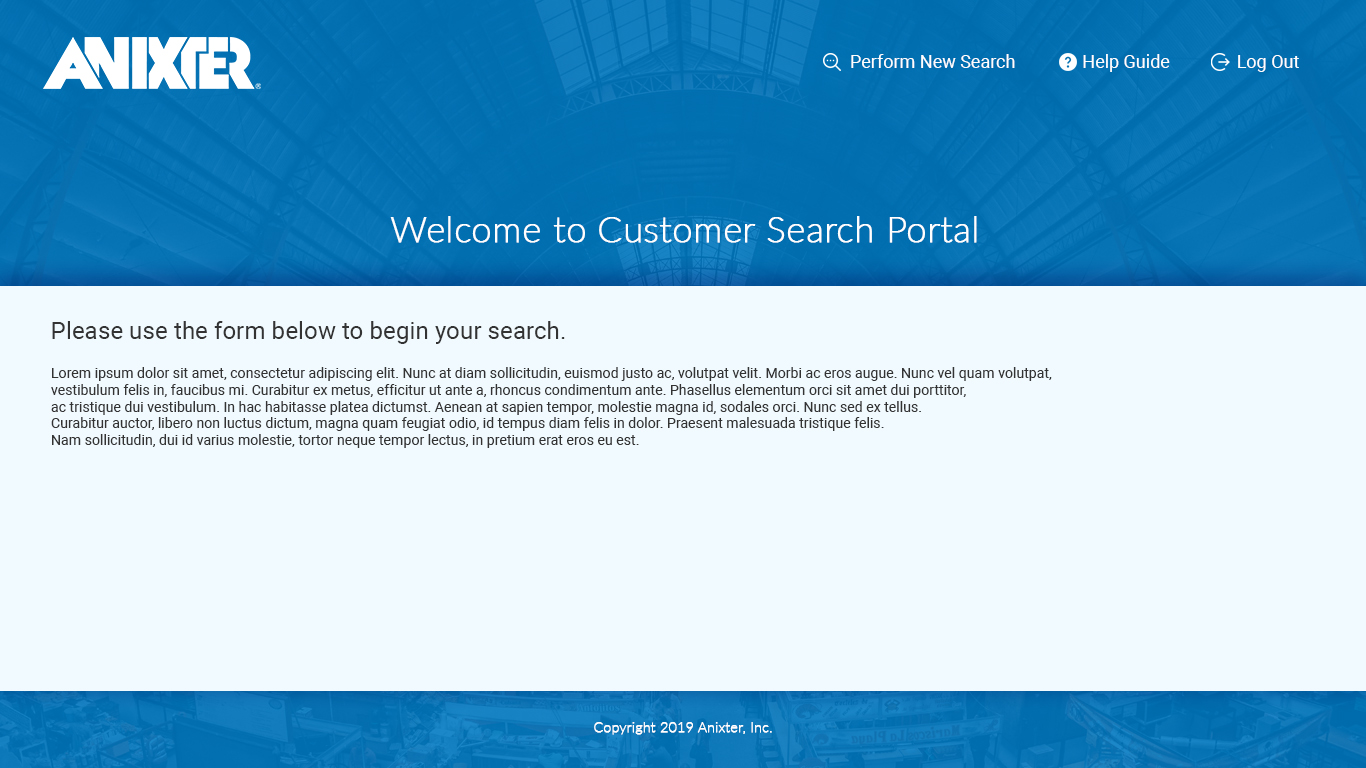 ANIXTER®
Perform New Search
Help Guide
Log Out
Welcome to Customer Search Portal
Please use the form below to begin your search.
Lorem ipsum dolor sit amet, consectetur adipiscing elit. Nunc at diam sollicitudin, euismod justo ac, volutpat velit. Morbi ac eros augue. Nunc vel quam volutpat,
vestibulum felis in, faucibus mi. Curabitur ex metus, efficitur ut ante a, rhoncus condimentum ante. Phasellus elementum orci sit amet dui porttitor,
ac tristique dui vestibulum. In hac habitasse platea dictumst. Aenean at sapien tempor, molestie magna id, sodales orci. Nunc sed ex tellus.
Curabitur auctor, libero non luctus dictum, magna quam feugiat odio, id tempus diam felis in dolor. Praesent malesuada tristique felis.
Nam sollicitudin, dui id varius molestie, tortor neque tempor lectus, in pretium erat eros eu est.
Copyright 2019 Anixter, Inc.